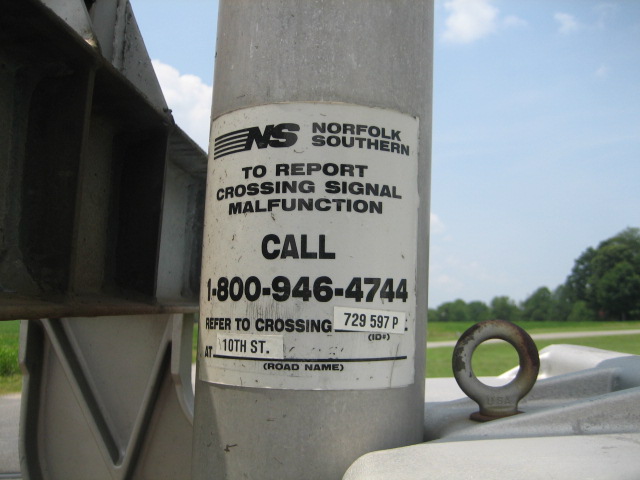 NS NORFOLK
SOUTHERN
TO REPORT
CROSSING SIGNAL
MALFUNCTION
CALL
1-800-946-4744
REFER TO CROSSING 729 597 P.
(ID#)
AT 10TH ST.
(ROAD NAME)